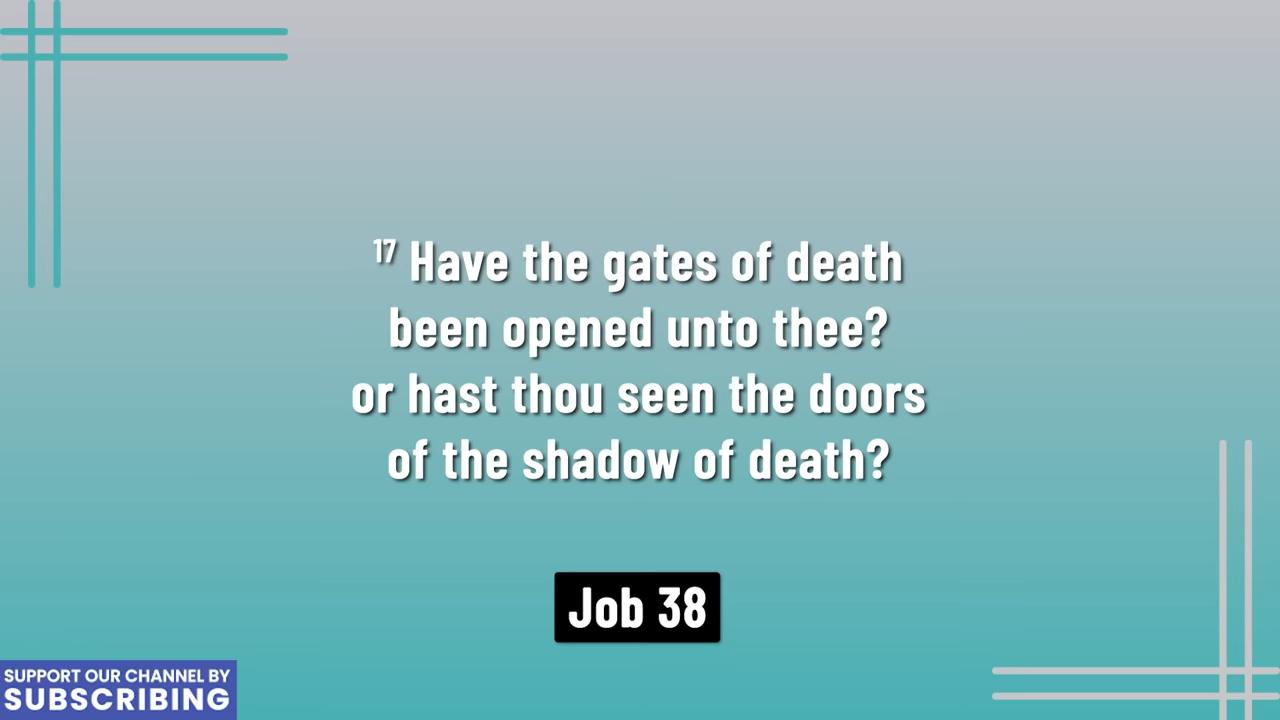 17 Have the gates of death
been opened unto thee?
or hast thou seen the doors
of the shadow of death?
Job 38
SUPPORT OUR CHANNEL BY
SUBSCRIBING